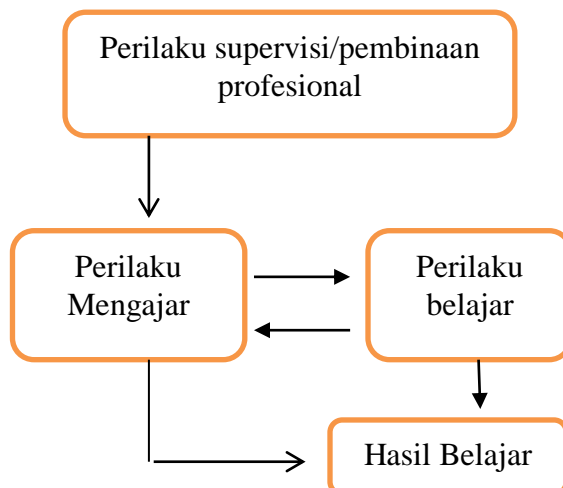 Perilaku supervisi/pembinaan
profesional
Perilaku
Mengajar
Perilaku
belajar
Hasil Belajar